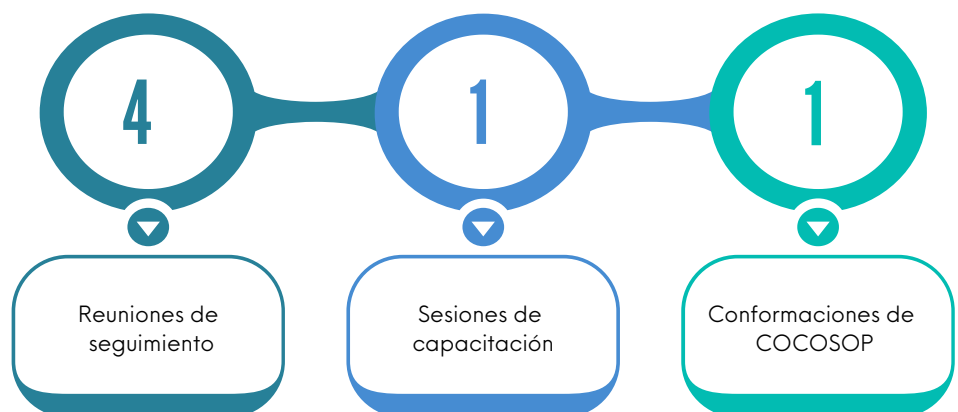 4
1
1
Reuniones de
seguimiento
Sesiones de
capacitación
Conformaciones de
COCOSOP